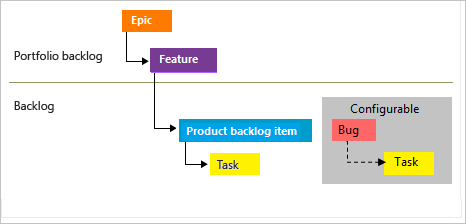 Epic
Portfolio backlog
Feature
Backlog
Configurable
Product backlog item
Bug
Task
Task